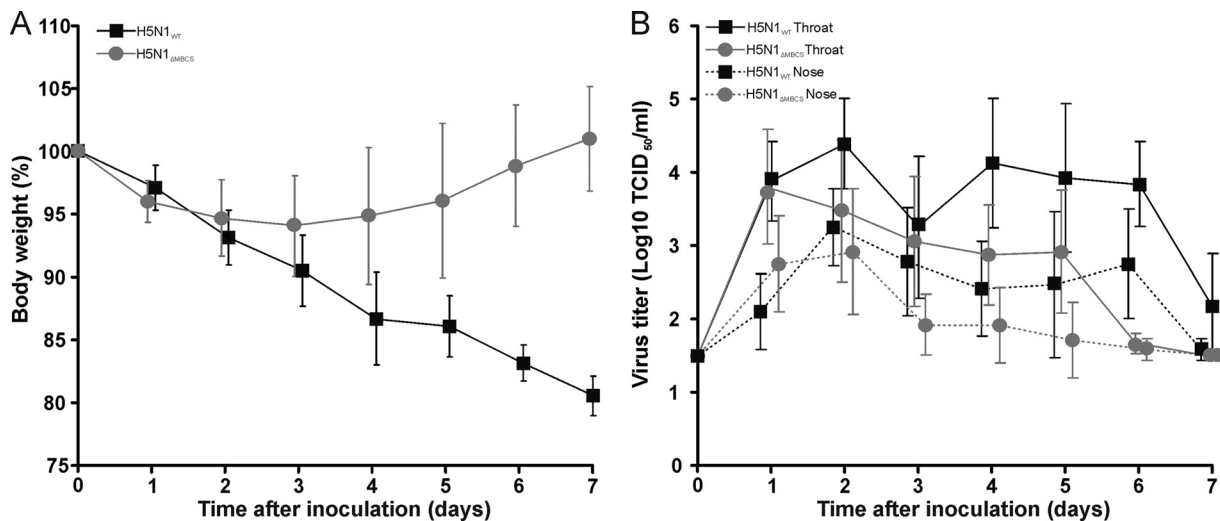 A
H5N1WT
H5N1ΔMBCS
110
105
100
95
90
85
80
75
Body weight (%)
0 1 2 3 4 5 6 7
Time after inoculation (days)
B
H5N1WT Throat
H5N1ΔMBCS Throat
H5N1WT Nose
H5N1ΔMBCS Nose
6
5
4
3
2
1
0
Virus titer (Log10 TCID50/ml)
0 1 2 3 4 5 6 7
Time after inoculation (days)